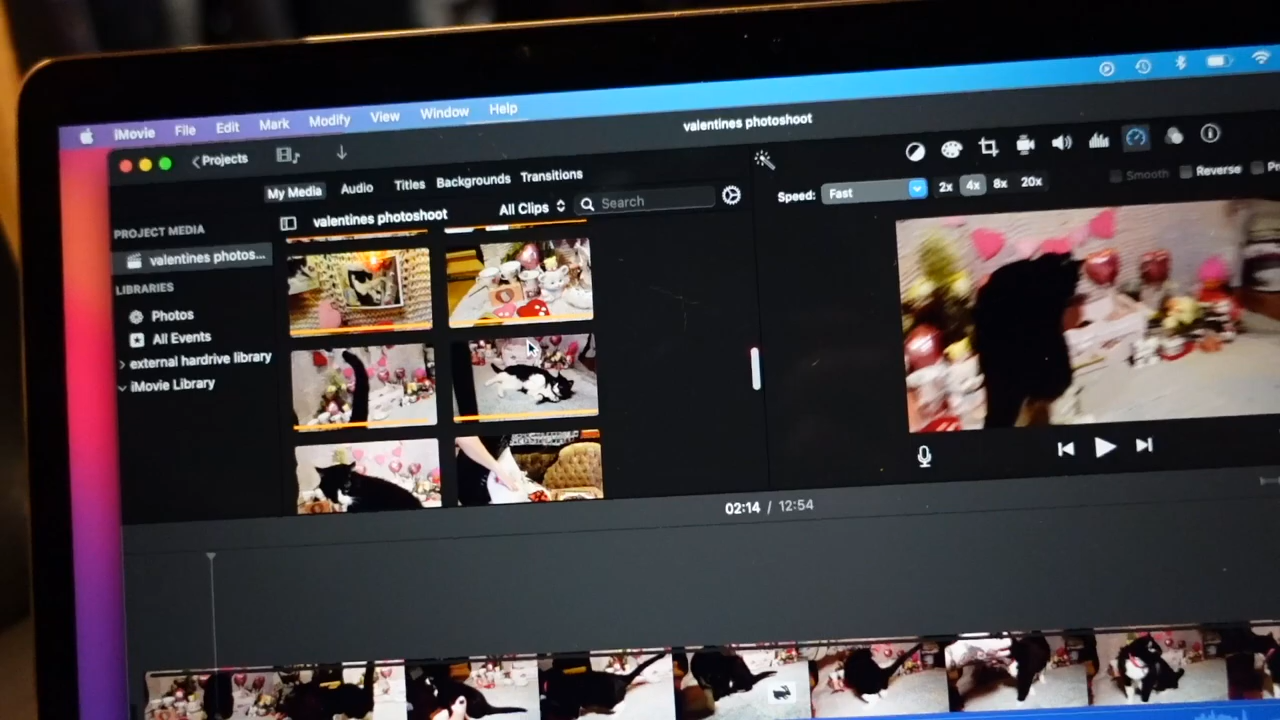 iMovie File Edit Mark Modify View Window Help
valentines photoshoot
Projects
My Media Audio Titles Backgrounds Transitions
valentines photoshoot All Clips Search
PROJECT MEDIA
valentines photos...
LIBRARIES
Photos
All Events
external hardrive library
iMovie Library
Speed: Fast 2x 4x 8x 20x Smooth Reverse
02:14 / 12:54